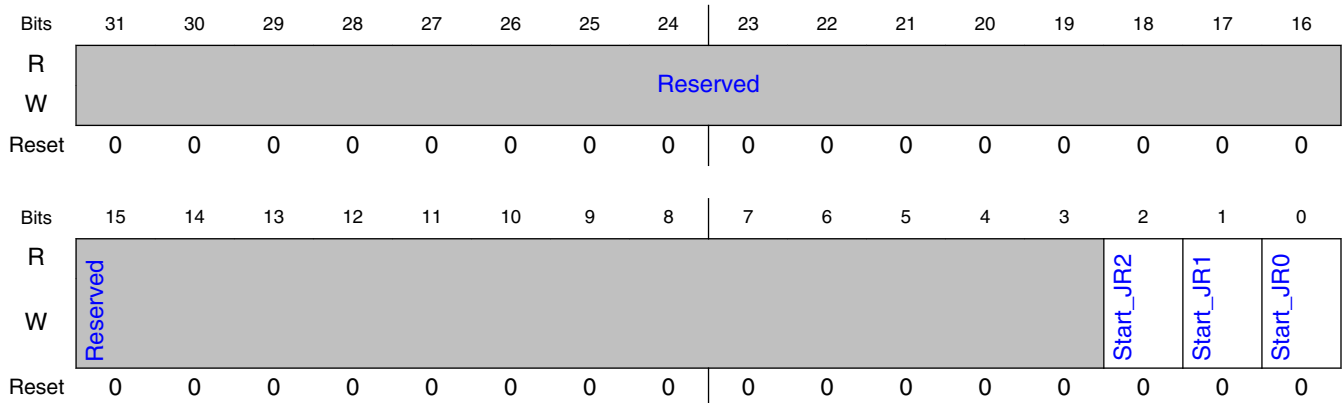 Bits 31 30 29 28 27 26 25 24 23 22 21 20 19 18 17 16
R
Reserved
W
Reset 0 0 0 0 0 0 0 0 0 0 0 0 0 0 0 0
Bits 15 14 13 12 11 10 9 8 7 6 5 4 3 2 1 0
R
W
Reserved
Start_JR2
Start_JR1
Start_JR0
Reset 0 0 0 0 0 0 0 0 0 0 0 0 0 0 0 0